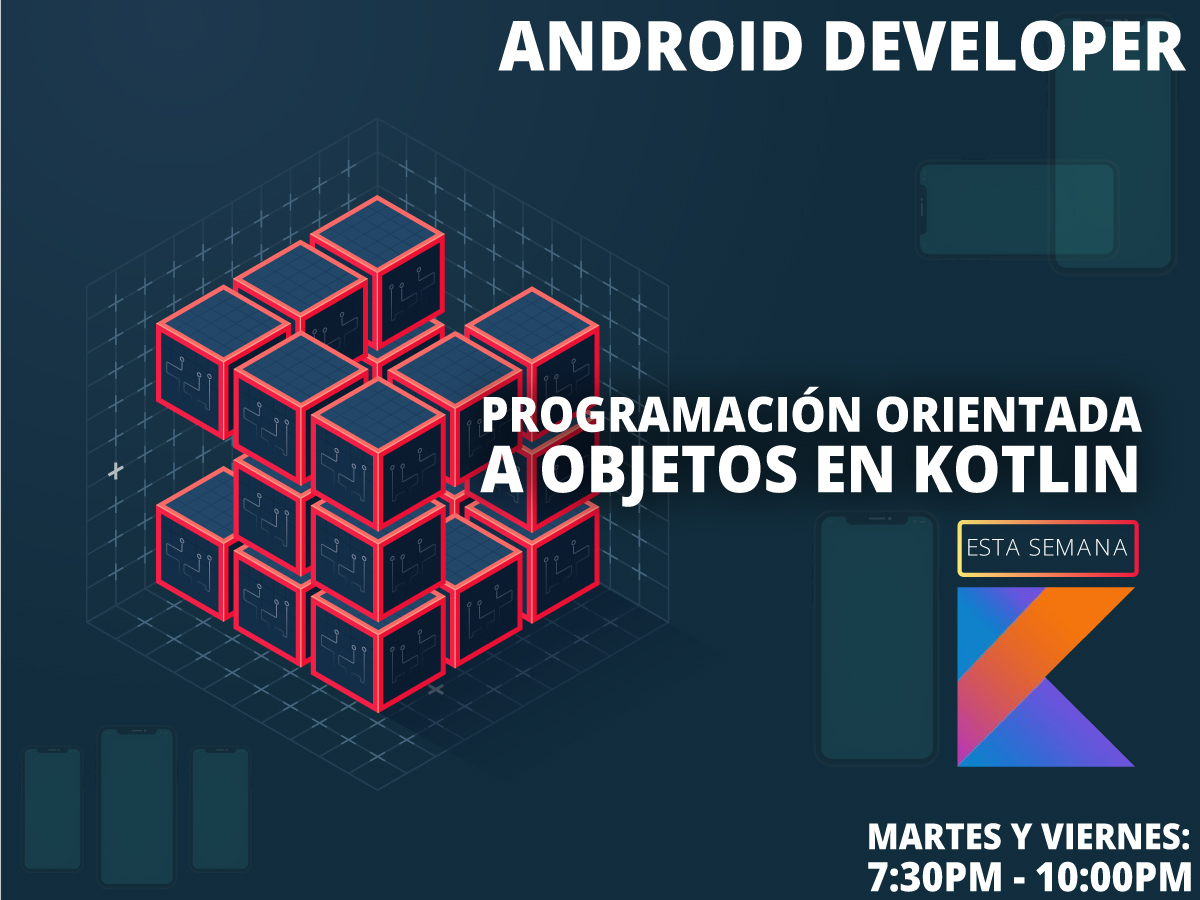 ANDROID DEVELOPER
PROGRAMACIÓN ORIENTADA
A OBJETOS EN KOTLIN
ESTA SEMANA
MARTES Y VIERNES:
7:30PM - 10:00PM